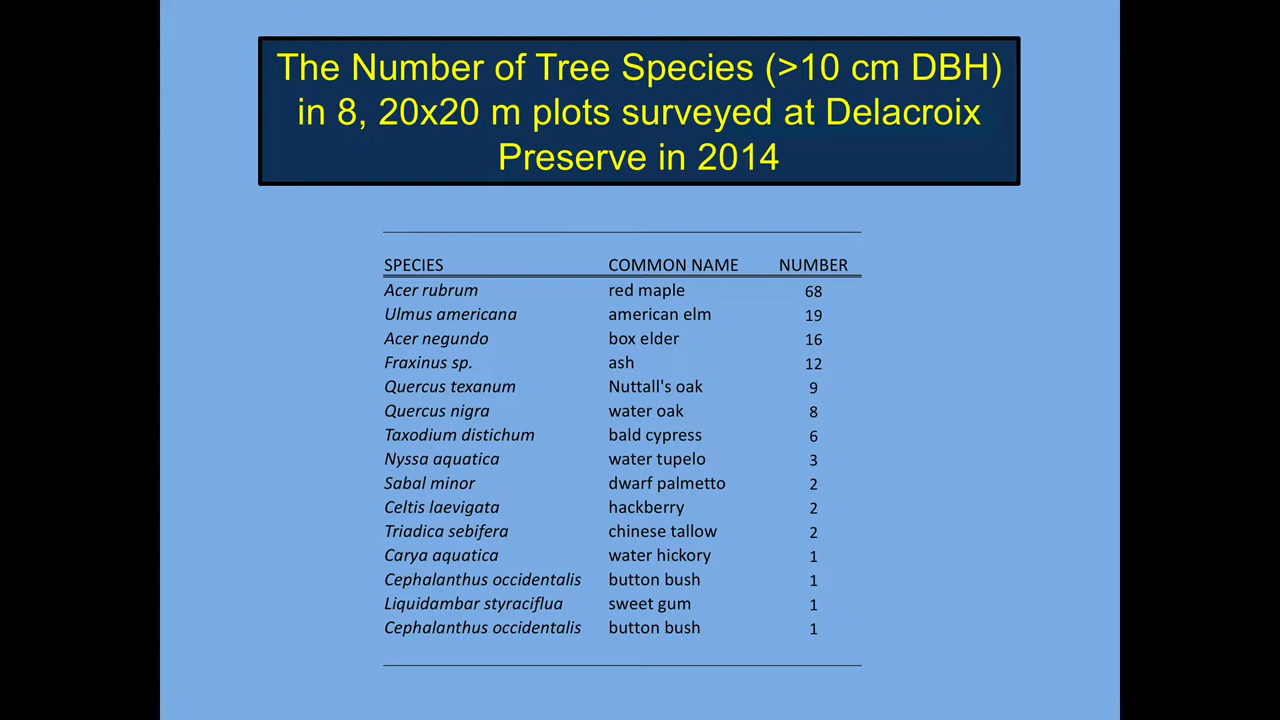 The Number of Tree Species (>10 cm DBH)
in 8, 20x20 m plots surveyed at Delacroix
Preserve in 2014
SPECIES COMMON NAME NUMBER
Acer rubrum red maple 68
Ulmus americana american elm 19
Acer negundo box elder 16
Fraxinus sp. ash 12
Quercus texanum Nuttall's oak 9
Quercus nigra water oak 8
Taxodium distichum bald cypress 6
Nyssa aquatica water tupelo 3
Sabal minor dwarf palmetto 2
Celtis laevigata hackberry 2
Triadica sebifera chinese tallow 2
Carya aquatica water hickory 1
Cephalanthus occidentalis button bush 1
Liquidambar styraciflua sweet gum 1
Cephalanthus occidentalis button bush 1